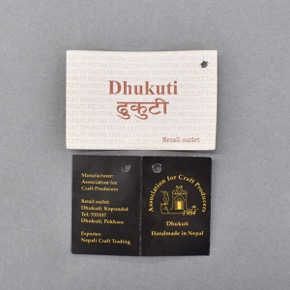 Dhukuti
ढुकुटी
Retail outlet
Manufacturer:
Association for
Craft Producers
Retail outlet:
Dhukuti, Kopundol
Dhukuti, Pokhara
Exporter:
Nepali Craft Trading
Association for Craft Producers
1984
Dhukuti
Handmade in Nepal